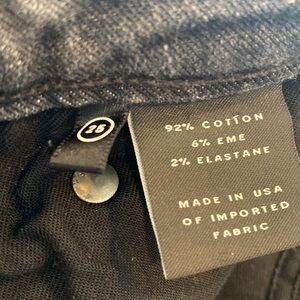 25
92% COTTON
6% EME
2% ELASTANE
MADE IN USA
OF IMPORTED
FABRIC